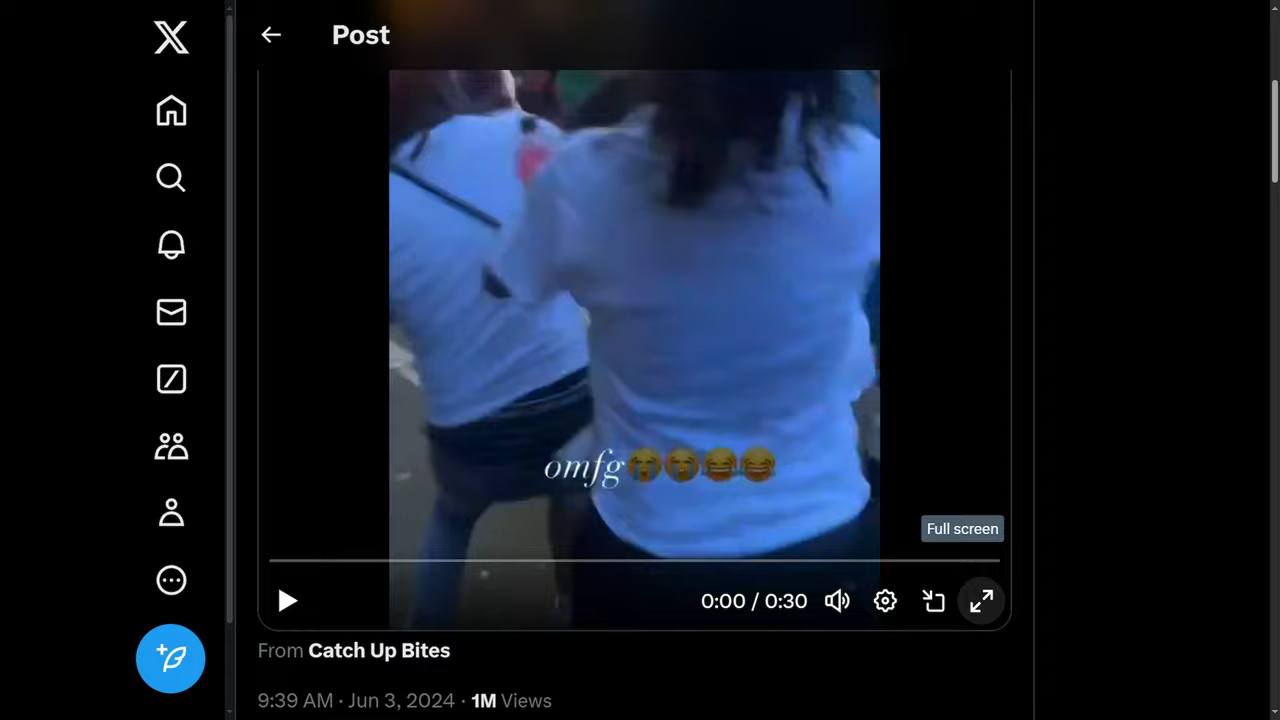 Post
omfg😭😭😂😂
Full screen
0:00 / 0:30
From Catch Up Bites
9:39 AM · Jun 3, 2024 · 1M Views